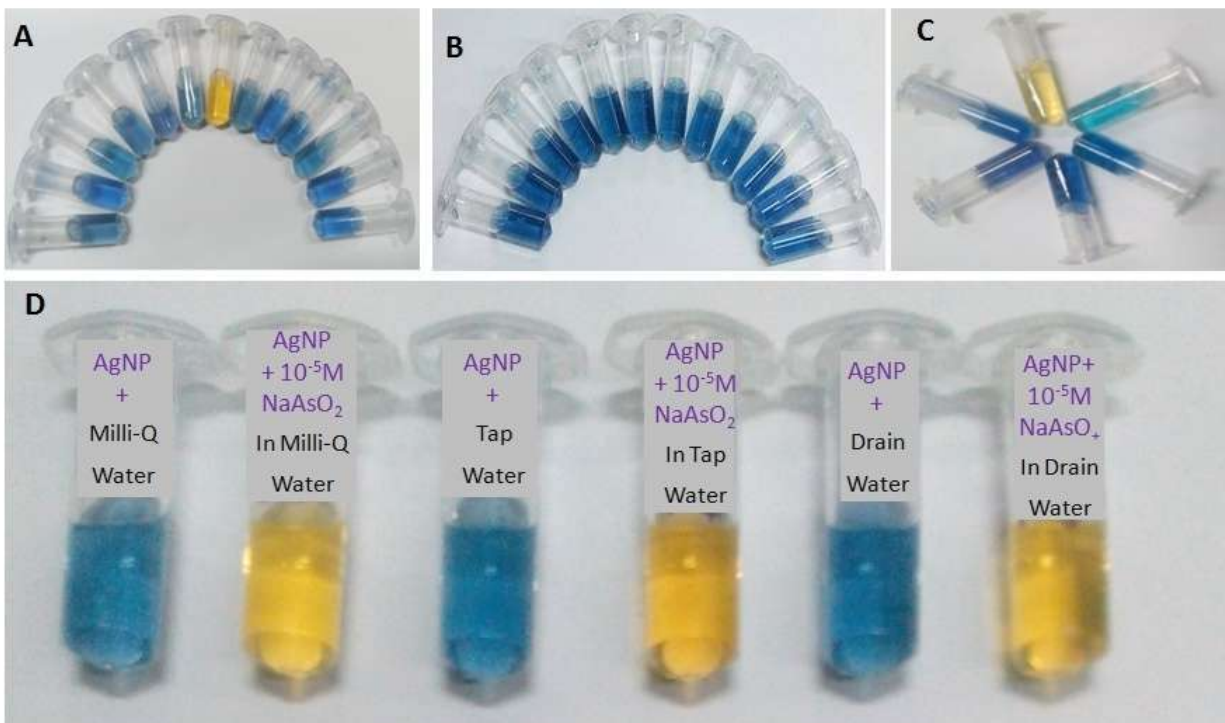 A
B
C
D
AgNP
+
Milli-Q
Water
AgNP
+ 10⁻⁵M
NaAsO₂
In Milli-Q
Water
AgNP
+
Tap
Water
AgNP
+ 10⁻⁵M
NaAsO₂
In Tap
Water
AgNP
+
Drain
Water
AgNP+
10⁻⁵M
NaAsO₊
In Drain
Water